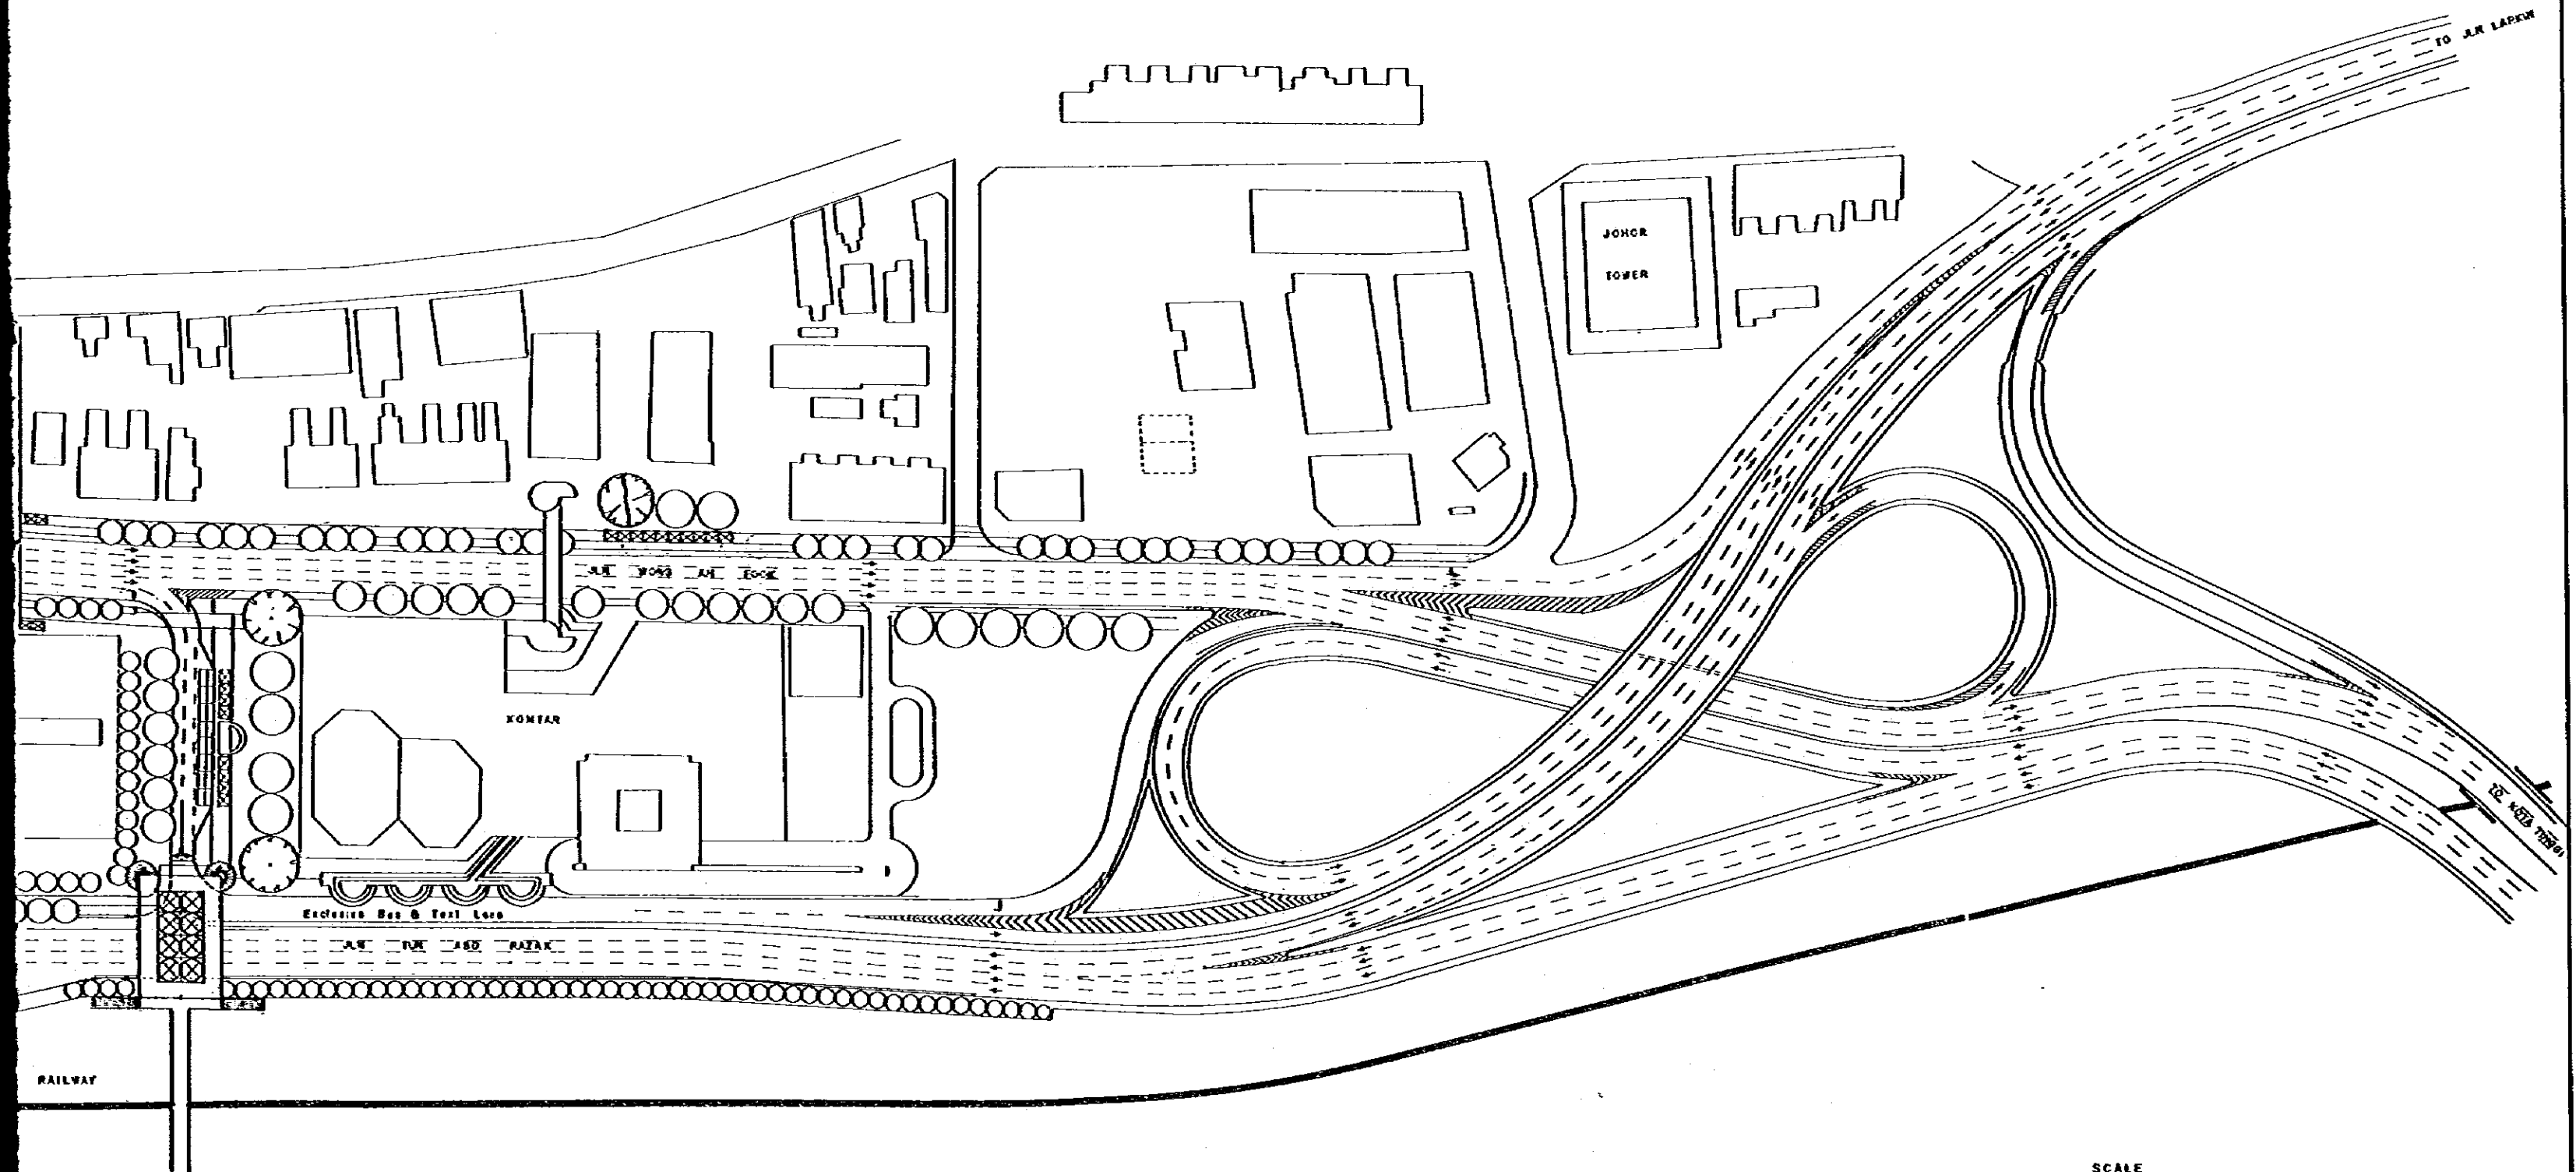 TO JLN LARKIN
JOHOR
TOWER
JLN WONG AH FOOK
KOMTAR
TO KOTA TINGGI
Exclusive Bus & Taxi Lane
JLN TUN ABD RAZAK
RAILWAY
SCALE